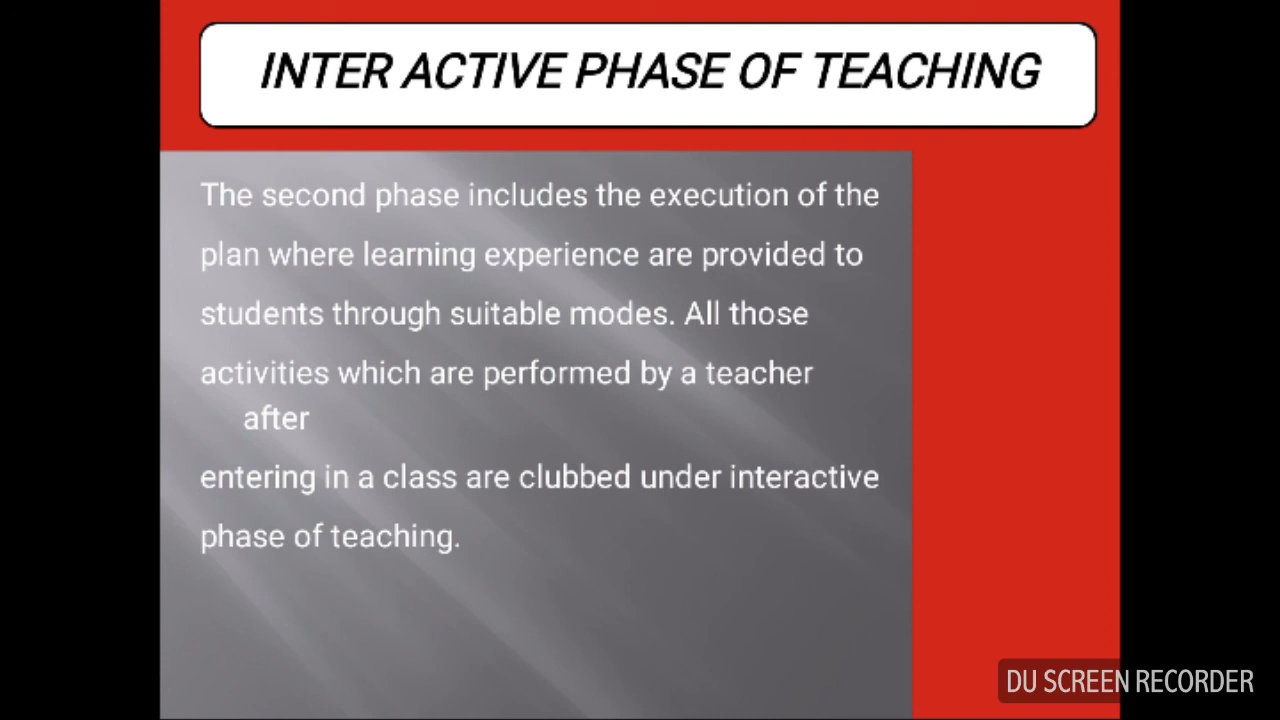 INTER ACTIVE PHASE OF TEACHING
The second phase includes the execution of the
plan where learning experience are provided to
students through suitable modes. All those
activities which are performed by a teacher
after
entering in a class are clubbed under interactive
phase of teaching.
DU SCREEN RECORDER